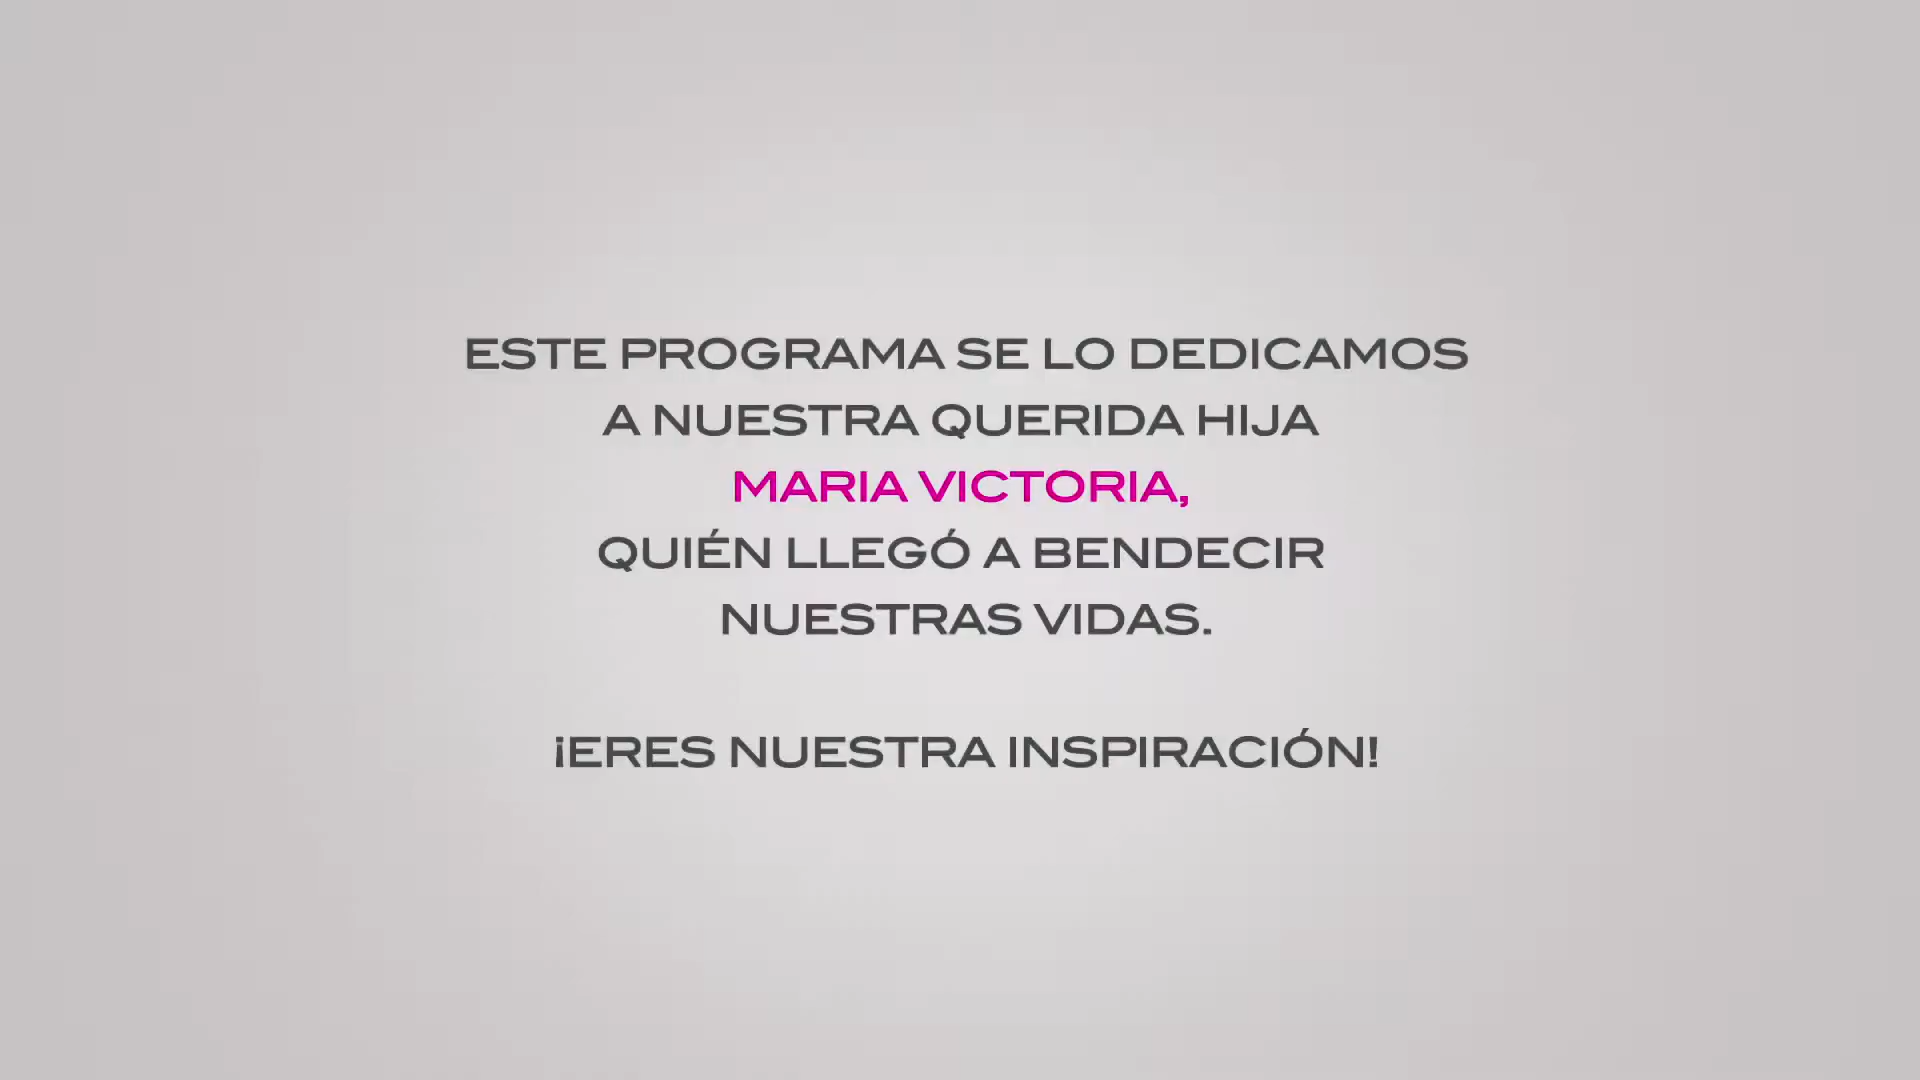 ESTE PROGRAMA SE LO DEDICAMOS
A NUESTRA QUERIDA HIJA
MARIA VICTORIA,
QUIÉN LLEGÓ A BENDECIR
NUESTRAS VIDAS.
¡ERES NUESTRA INSPIRACIÓN!